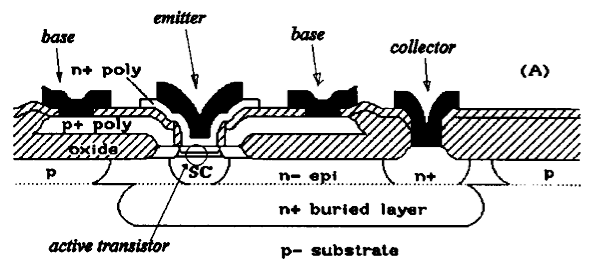 base
emitter
base
collector
(A)
n+ poly
p+ poly
oxide
p
SC
n- epi
n+
p
n+ buried layer
active transistor
p- substrate